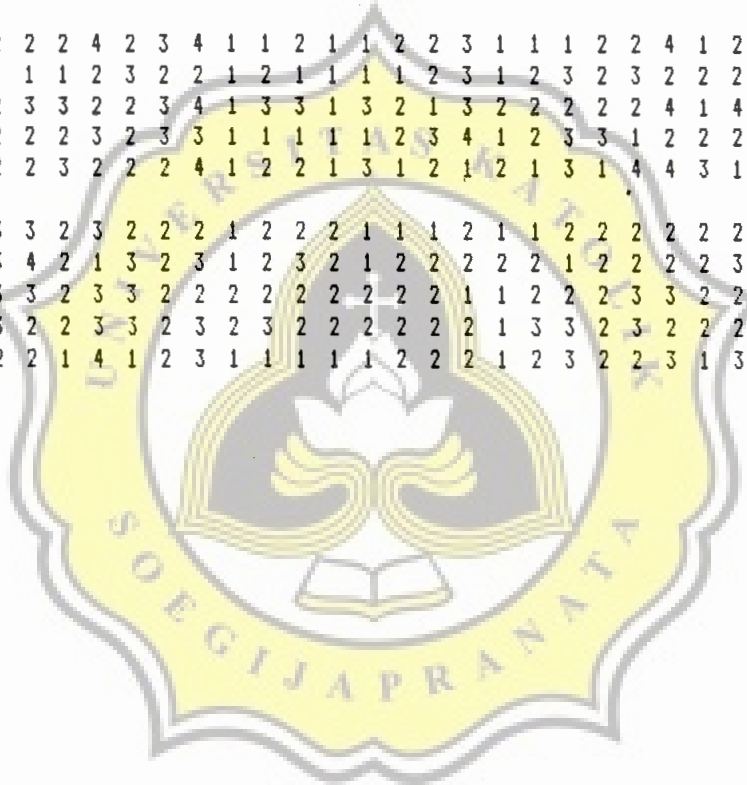 2 2 4 2 3 4 1 1 2 1 1 2 2 3 1 1 1 2 2 4 1 2
1 1 2 3 2 2 1 2 1 1 1 1 2 3 1 2 3 2 3 2 2 2
3 3 2 2 3 4 1 3 3 1 3 2 1 3 2 2 2 2 2 4 1 4
2 2 3 2 3 3 1 1 1 1 1 2 3 4 1 2 3 3 1 2 2 2
2 3 2 2 2 4 1 2 2 1 3 1 2 1 2 1 3 1 4 4 3 1
3 2 3 2 2 2 1 2 2 2 1 1 1 2 1 1 2 2 2 2 2 2
4 2 1 3 2 3 1 2 3 2 1 2 2 2 2 2 1 2 2 2 2 3
3 2 3 3 2 2 2 2 2 2 2 2 2 1 1 2 2 2 3 3 2 2
2 2 3 3 2 3 2 3 2 2 2 2 2 2 1 3 3 2 3 2 2 2
2 1 4 1 2 3 1 1 1 1 1 2 2 2 1 2 3 2 2 3 1 3
UNIVERSITAS KATOLIK
SOEGIJAPRANATA